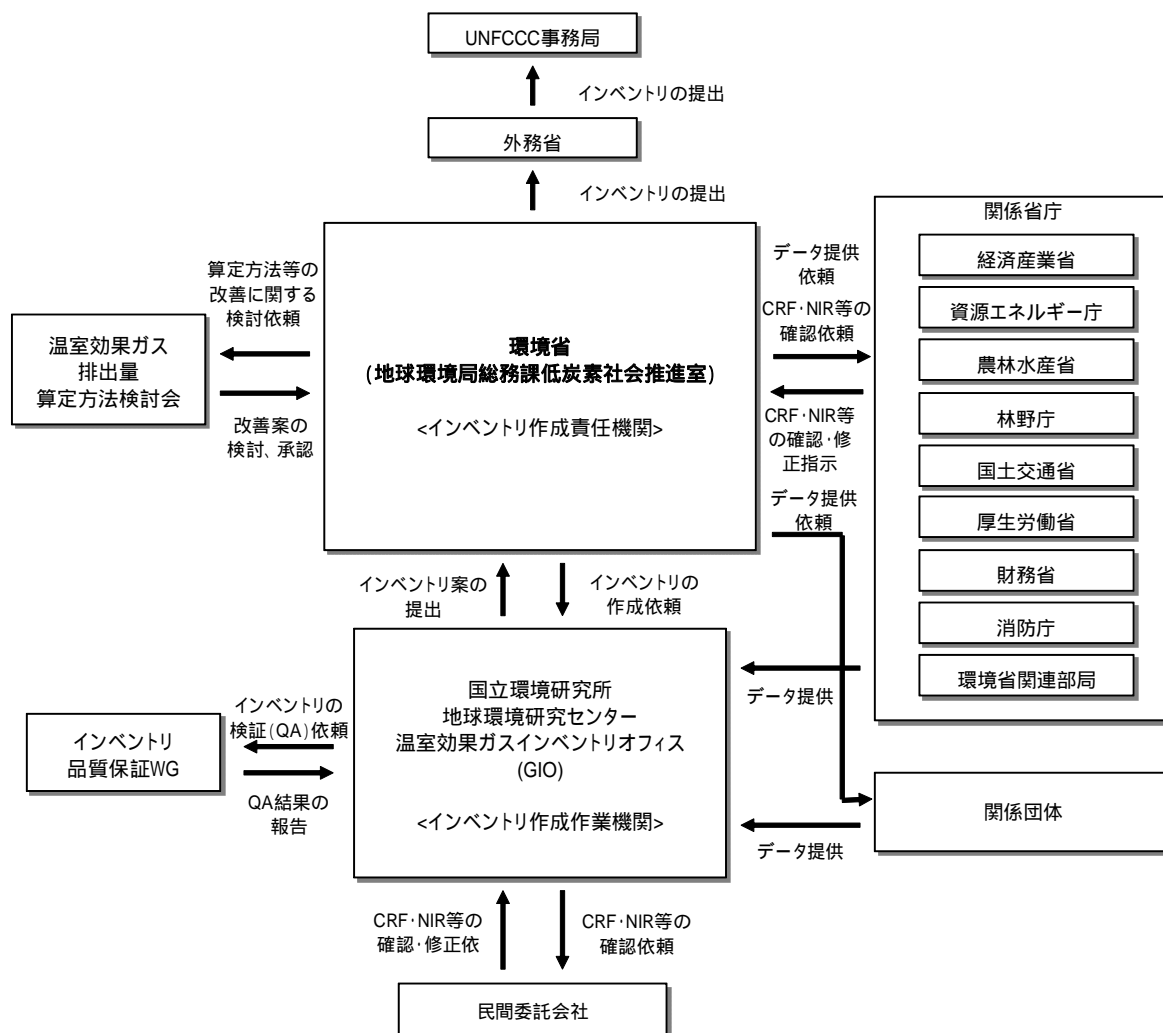 UNFCCC事務局
インベントリの提出
外務省
インベントリの提出
関係省庁
経済産業省
資源エネルギー庁
農林水産省
林野庁
国土交通省
厚生労働省
財務省
消防庁
環境省関連部局
算定方法等の
改善に関する
検討依頼
温室効果ガス
排出量
算定方法検討会
改善案の
検討、承認
環境省
(地球環境局総務課低炭素社会推進室)
<インベントリ作成責任機関>
データ提供
依頼
CRF・NIR等の
確認依頼
CRF・NIR等
の確認・修
正指示
データ提供
依頼
インベントリ案の
提出
インベントリの
作成依頼
国立環境研究所
地球環境研究センター
温室効果ガスインベントリオフィス
(GIO)
<インベントリ作成作業機関>
インベントリの
検証(QA)依頼
インベントリ
品質保証WG
QA結果の
報告
データ提供
関係団体
データ提供
CRF・NIR等の
確認・修正依
CRF・NIR等の
確認依頼
民間委託会社